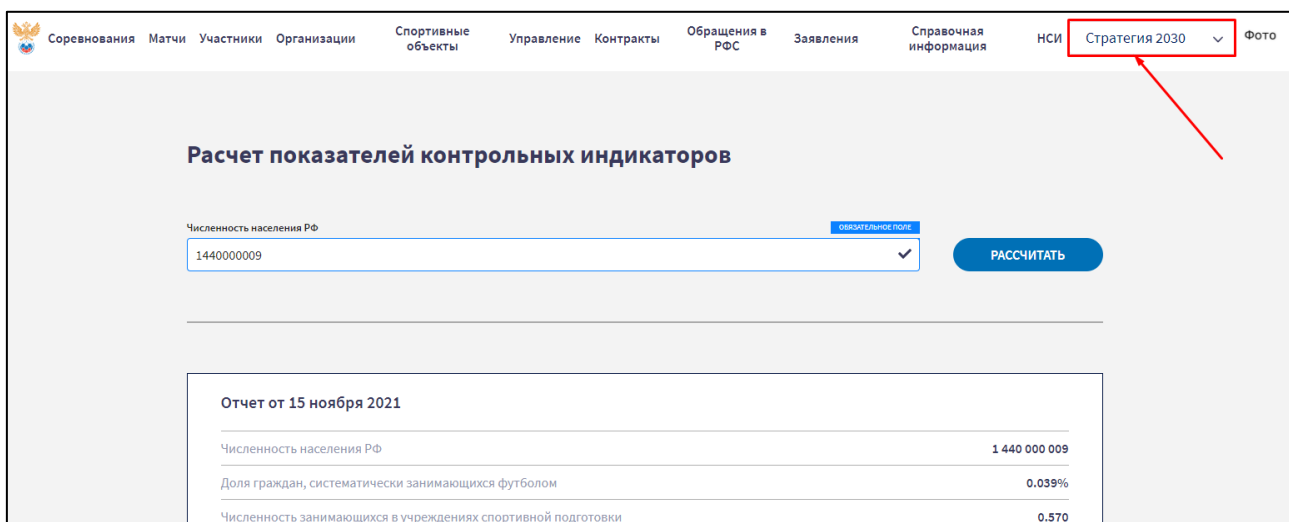 Соревнования Матчи Участники Организации Спортивные объекты Управление Контракты Обращения в РФС Заявления Справочная информация НСИ Стратегия 2030 Фото
Расчет показателей контрольных индикаторов
Численность населения РФ ОБЯЗАТЕЛЬНОЕ ПОЛЕ
1440000009 РАССЧИТАТЬ
Отчет от 15 ноября 2021
Численность населения РФ 1 440 000 009
Доля граждан, систематически занимающихся футболом 0.039%
Численность занимающихся в учреждениях спортивной подготовки 0.570